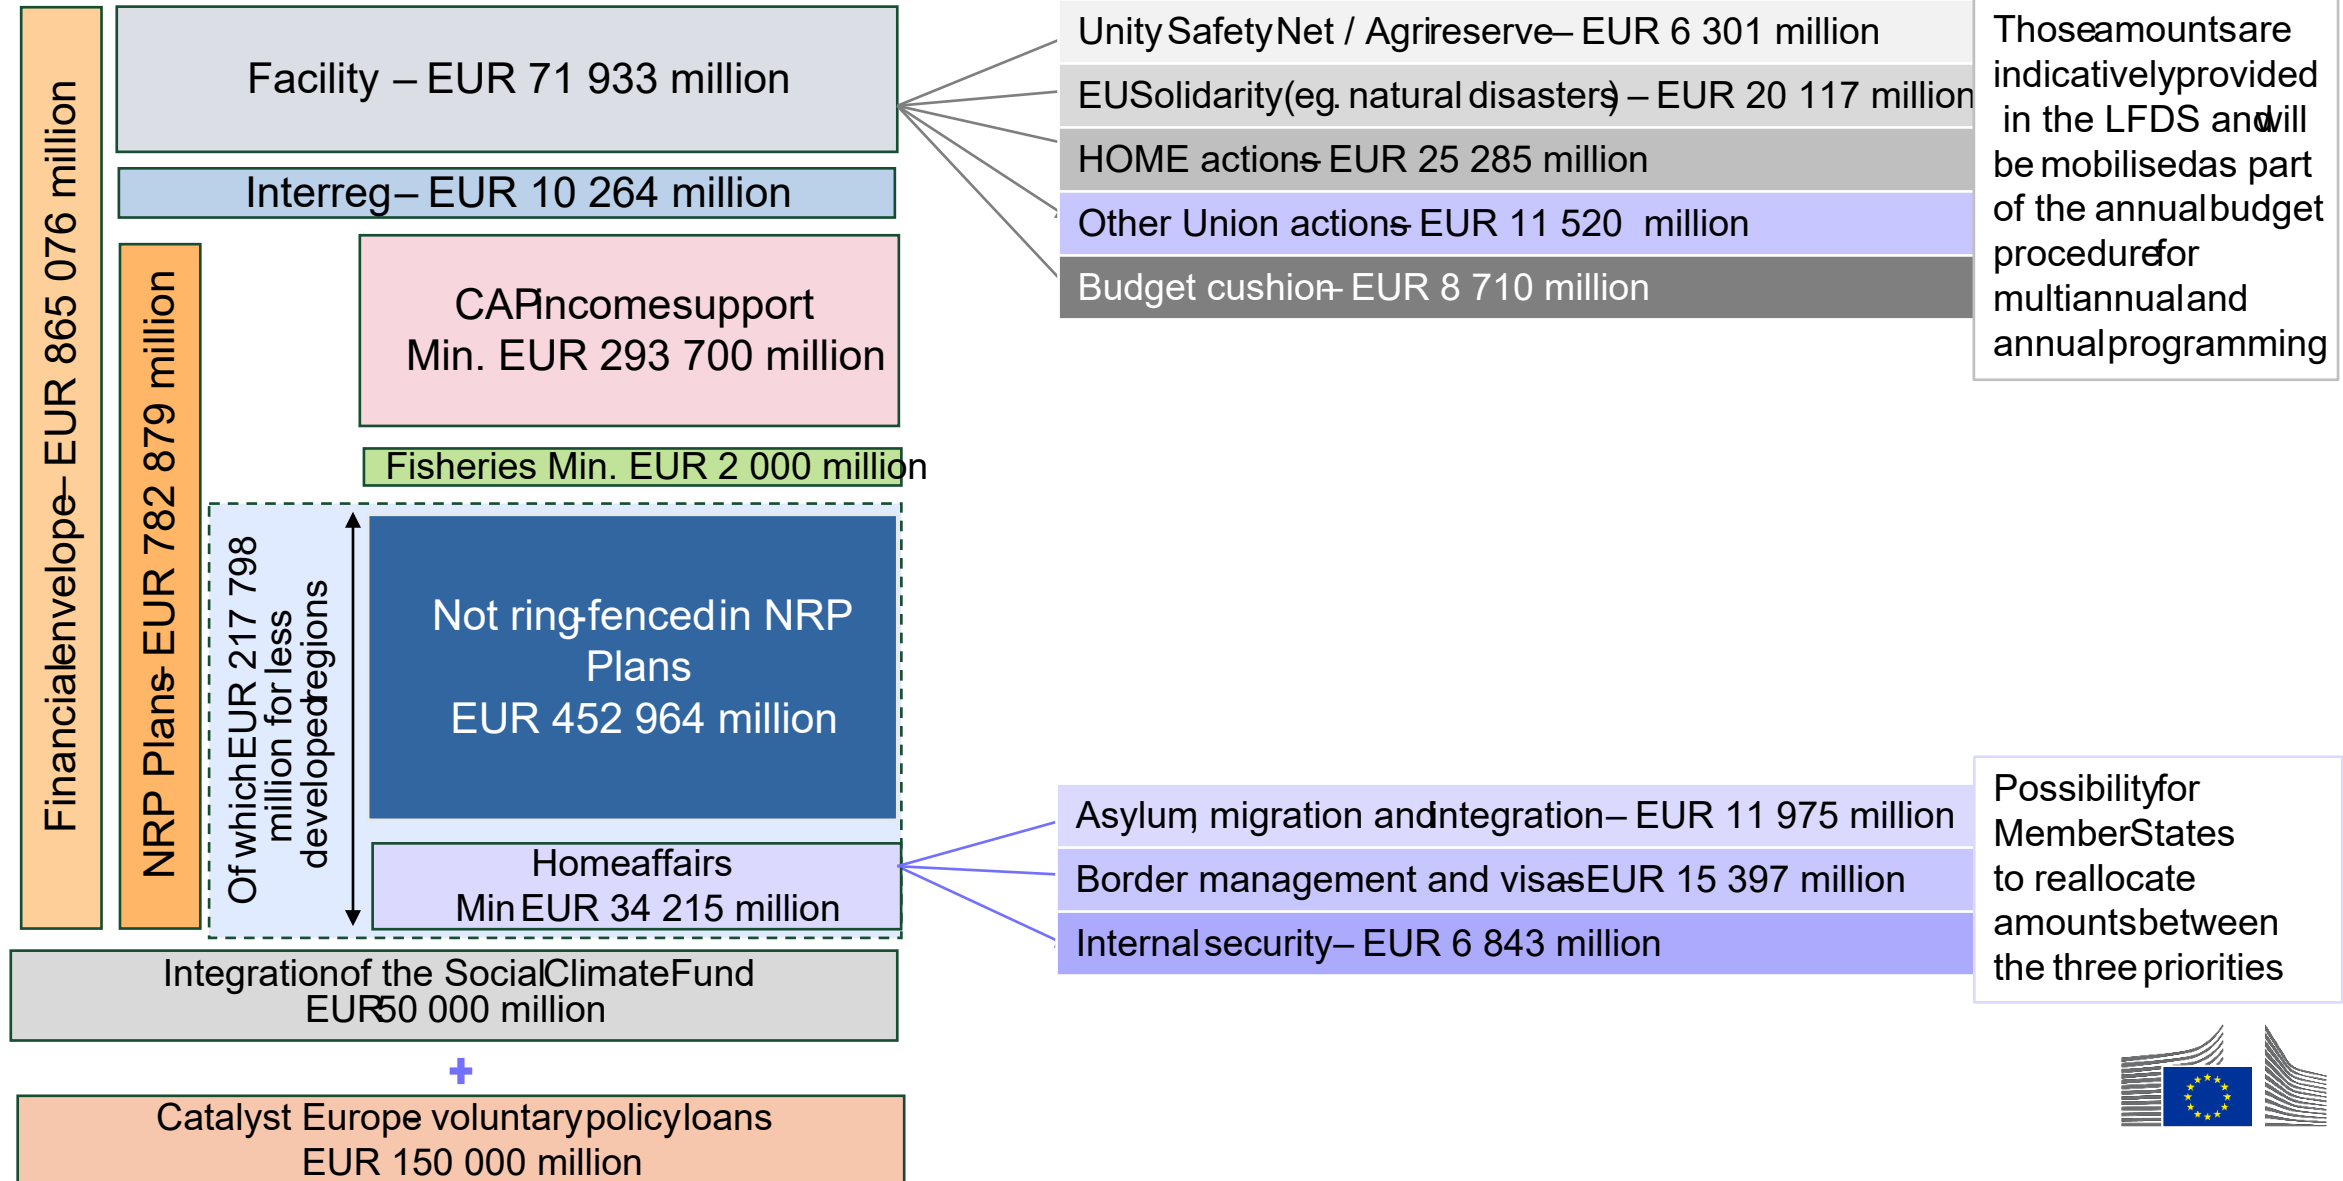 Financial envelope – EUR 865 076 million
Facility – EUR 71 933 million
Interreg – EUR 10 264 million
NRP Plans – EUR 782 879 million
CAP income support
Min. EUR 293 700 million
Fisheries Min. EUR 2 000 million
Of which EUR 217 798
million for less
developed regions
Not ring-fenced in NRP
Plans
EUR 452 964 million
Home affairs
Min EUR 34 215 million
Integration of the Social Climate Fund
EUR 50 000 million
+
Catalyst Europe – voluntary policy loans
EUR 150 000 million
Unity Safety Net / Agrireserve – EUR 6 301 million
EU Solidarity (eg. natural disasters) – EUR 20 117 million
HOME actions – EUR 25 285 million
Other Union actions – EUR 11 520 million
Budget cushion – EUR 8 710 million
Those amounts are
indicatively provided
in the LFDS and will
be mobilised as part
of the annual budget
procedure for
multiannual and
annual programming
Asylum, migration and integration – EUR 11 975 million
Border management and visas – EUR 15 397 million
Internal security – EUR 6 843 million
Possibility for
Member States
to reallocate
amounts between
the three priorities